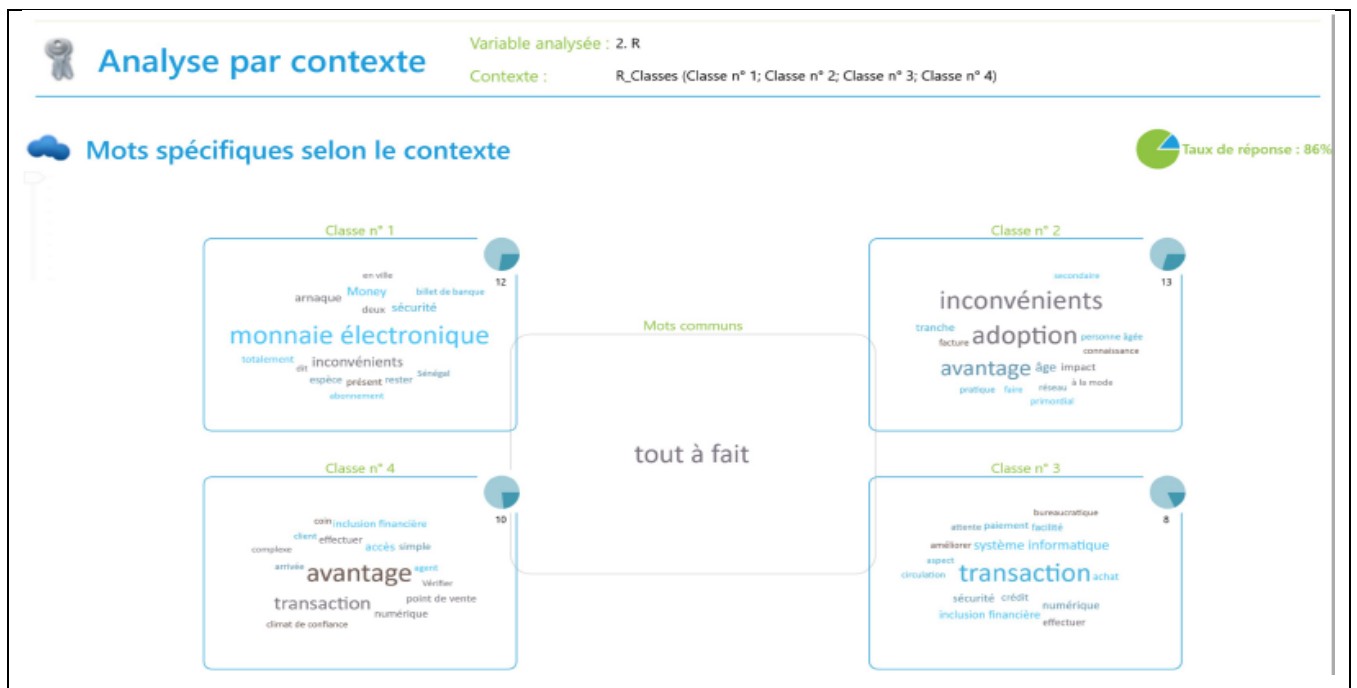 Analyse par contexte
Variable analysée : 2. R
Contexte : R_Classes (Classe n° 1; Classe n° 2; Classe n° 3; Classe n° 4)
Mots spécifiques selon le contexte
Taux de réponse : 86%
Classe n° 1
12
en ville
arnaque Money billet de banque
deux sécurité
monnaie électronique
totalement dit inconvénients
espèce présent rester Sénégal
abonnement
Classe n° 2
13
secondaire
inconvénients
tranche facture adoption personne âgée
connaissance
avantage âge impact
pratique faire réseau à la mode
primordial
Mots communs
tout à fait
Classe n° 4
10
coin inclusion financière
client effectuer
complexe accès simple
arrivée avantage agent
Vérifier
transaction point de vente
numérique
climat de confiance
Classe n° 3
8
bureaucratique
attente paiement facilité
améliorer système informatique
aspect
circulation transaction achat
sécurité crédit numérique
inclusion financière effectuer